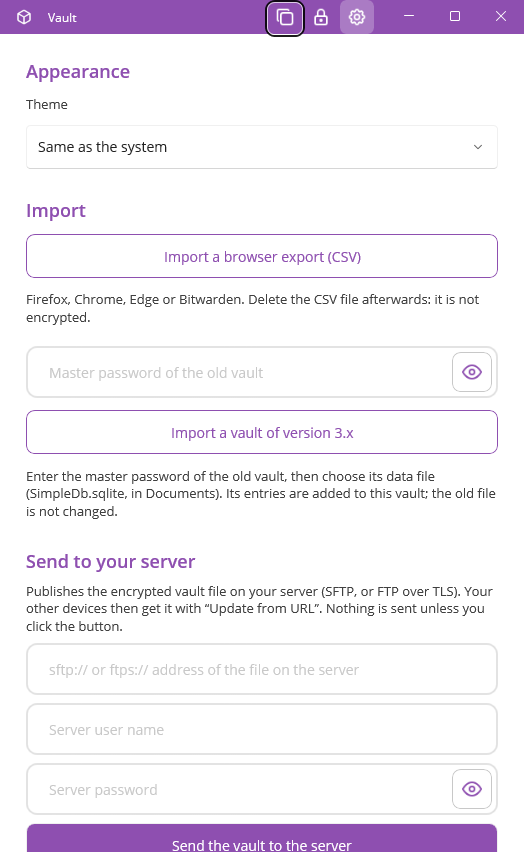 Vault
Appearance
Theme
Same as the system
Import
Import a browser export (CSV)
Firefox, Chrome, Edge or Bitwarden. Delete the CSV file afterwards: it is not
encrypted.
Master password of the old vault
Import a vault of version 3.x
Enter the master password of the old vault, then choose its data file
(SimpleDb.sqlite, in Documents). Its entries are added to this vault; the old file
is not changed.
Send to your server
Publishes the encrypted vault file on your server (SFTP, or FTP over TLS). Your
other devices then get it with “Update from URL”. Nothing is sent unless you
click the button.
sftp:// or ftps:// address of the file on the server
Server user name
Server password
Send the vault to the server